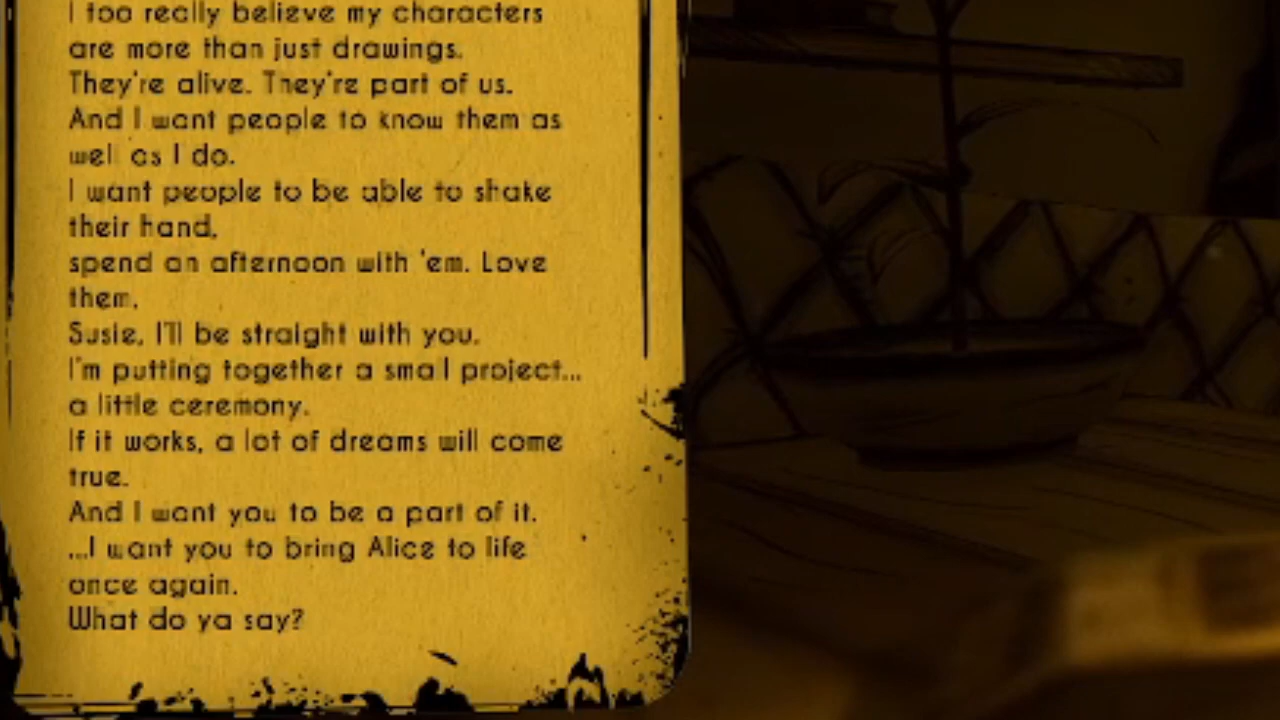 I too really believe my characters
are more than just drawings.
They're alive. They're part of us.
And I want people to know them as
well as I do.
I want people to be able to shake
their hand,
spend an afternoon with 'em. Love
them.
Susie, I'll be straight with you.
I'm putting together a small project...
a little ceremony.
If it works, a lot of dreams will come
true.
And I want you to be a part of it.
...I want you to bring Alice to life
once again.
What do ya say?